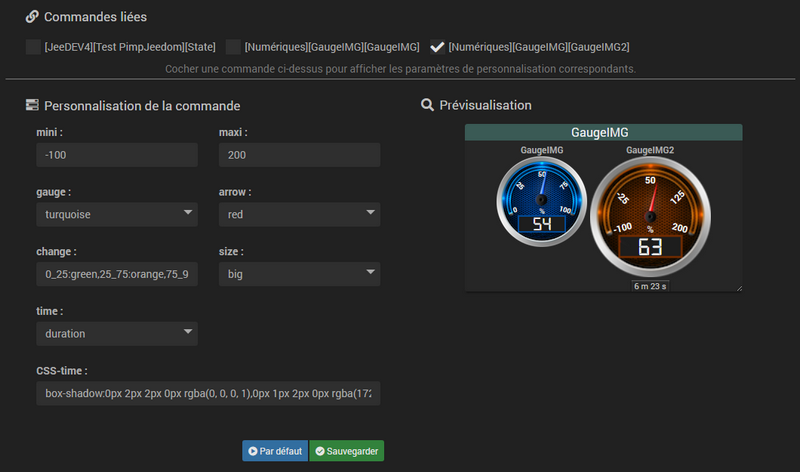 Commandes liées
[JeeDEV4][Test PimpJeedom][State] [Numériques][GaugeIMG][GaugeIMG] [Numériques][GaugeIMG][GaugeIMG2]
Cocher une commande ci-dessus pour afficher les paramètres de personnalisation correspondants.
Personnalisation de la commande
mini : maxi :
-100 200
gauge : arrow :
turquoise red
change : size :
0_25:green,25_75:orange,75_9 big
time :
duration
CSS-time :
box-shadow:0px 2px 2px 0px rgba(0, 0, 0, 1),0px 1px 2px 0px rgba(172
Par défaut Sauvegarder
Prévisualisation
GaugeIMG
GaugeIMG GaugeIMG2
0 25 50 75 100
%
54
-100 -25 50 125 200
%
63
6 m 23 s